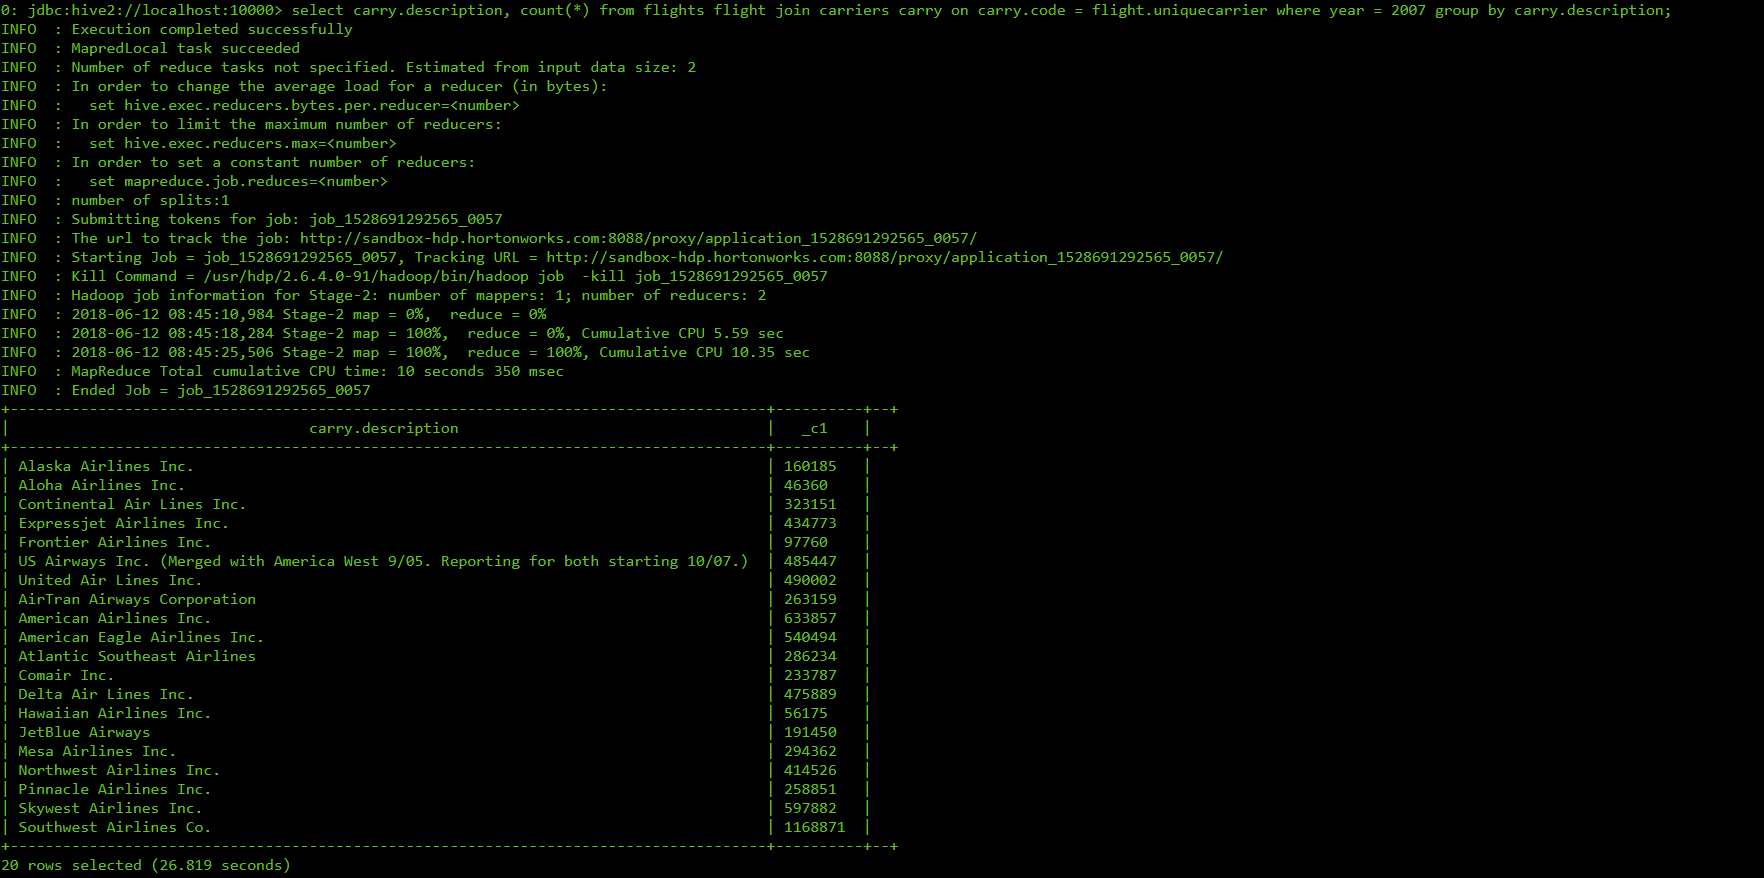 0: jdbc:hive2://localhost:10000> select carry.description, count(*) from flights flight join carriers carry on carry.code = flight.uniquecarrier where year = 2007 group by carry.description;
INFO  : Execution completed successfully
INFO  : MapredLocal task succeeded
INFO  : Number of reduce tasks not specified. Estimated from input data size: 2
INFO  : In order to change the average load for a reducer (in bytes):
INFO  :   set hive.exec.reducers.bytes.per.reducer=<number>
INFO  : In order to limit the maximum number of reducers:
INFO  :   set hive.exec.reducers.max=<number>
INFO  : In order to set a constant number of reducers:
INFO  :   set mapreduce.job.reduces=<number>
INFO  : number of splits:1
INFO  : Submitting tokens for job: job_1528691292565_0057
INFO  : The url to track the job: http://sandbox-hdp.hortonworks.com:8088/proxy/application_1528691292565_0057/
INFO  : Starting Job = job_1528691292565_0057, Tracking URL = http://sandbox-hdp.hortonworks.com:8088/proxy/application_1528691292565_0057/
INFO  : Kill Command = /usr/hdp/2.6.4.0-91/hadoop/bin/hadoop job  -kill job_1528691292565_0057
INFO  : Hadoop job information for Stage-2: number of mappers: 1; number of reducers: 2
INFO  : 2018-06-12 08:45:10,984 Stage-2 map = 0%,  reduce = 0%
INFO  : 2018-06-12 08:45:18,284 Stage-2 map = 100%,  reduce = 0%, Cumulative CPU 5.59 sec
INFO  : 2018-06-12 08:45:25,506 Stage-2 map = 100%,  reduce = 100%, Cumulative CPU 10.35 sec
INFO  : MapReduce Total cumulative CPU time: 10 seconds 350 msec
INFO  : Ended Job = job_1528691292565_0057
| carry.description | _c1 |
| Alaska Airlines Inc. | 160185 |
| Aloha Airlines Inc. | 46360 |
| Continental Air Lines Inc. | 323151 |
| Expressjet Airlines Inc. | 434773 |
| Frontier Airlines Inc. | 97760 |
| US Airways Inc. (Merged with America West 9/05. Reporting for both starting 10/07.) | 485447 |
| United Air Lines Inc. | 490002 |
| AirTran Airways Corporation | 263159 |
| American Airlines Inc. | 633857 |
| American Eagle Airlines Inc. | 540494 |
| Atlantic Southeast Airlines | 286234 |
| Comair Inc. | 233787 |
| Delta Air Lines Inc. | 475889 |
| Hawaiian Airlines Inc. | 56175 |
| JetBlue Airways | 191450 |
| Mesa Airlines Inc. | 294362 |
| Northwest Airlines Inc. | 414526 |
| Pinnacle Airlines Inc. | 258851 |
| Skywest Airlines Inc. | 597882 |
| Southwest Airlines Co. | 1168871 |
20 rows selected (26.819 seconds)